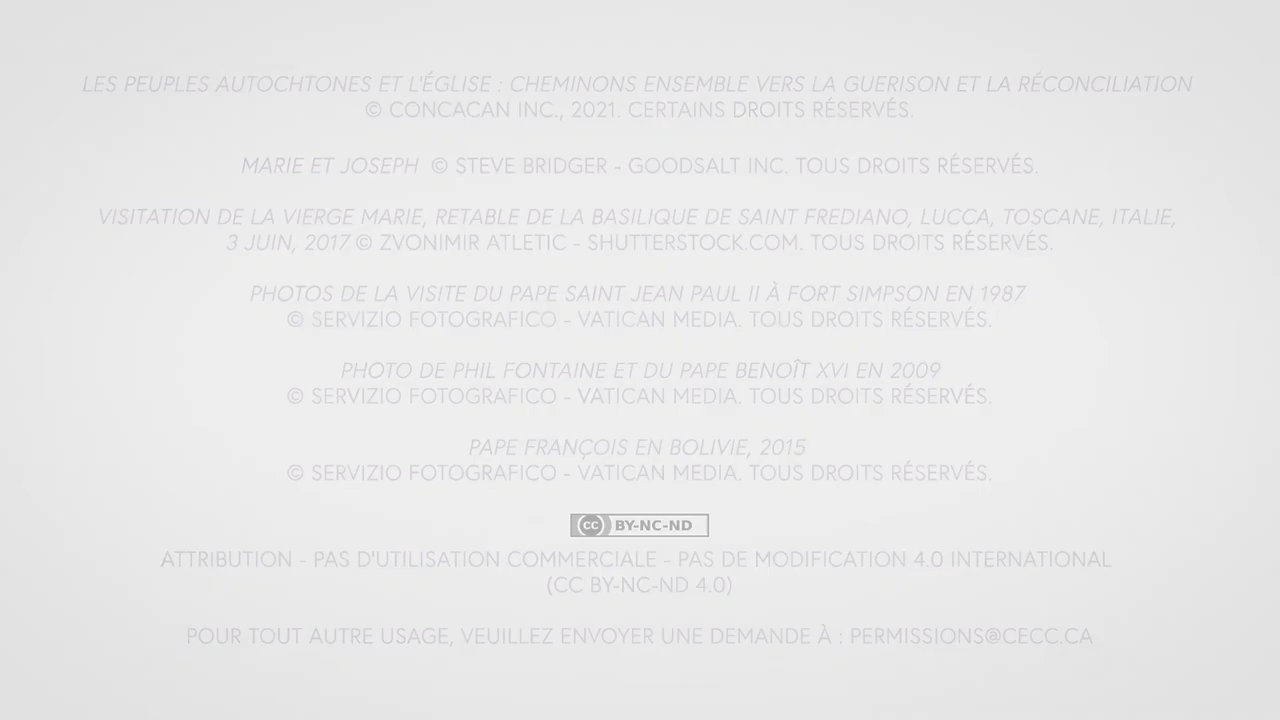 LES PEUPLES AUTOCHTONES ET L'ÉGLISE : CHEMINONS ENSEMBLE VERS LA GUERISON ET LA RÉCONCILIATION
© CONCACAN INC., 2021. CERTAINS DROITS RÉSERVÉS.
MARIE ET JOSEPH © STEVE BRIDGER - GOODSALT INC. TOUS DROITS RÉSERVÉS.
VISITATION DE LA VIERGE MARIE, RETABLE DE LA BASILIQUE DE SAINT FREDIANO, LUCCA, TOSCANE, ITALIE,
3 JUIN, 2017 © ZVONIMIR ATLETIC - SHUTTERSTOCK.COM. TOUS DROITS RÉSERVÉS.
PHOTOS DE LA VISITE DU PAPE SAINT JEAN PAUL II À FORT SIMPSON EN 1987
© SERVIZIO FOTOGRAFICO - VATICAN MEDIA. TOUS DROITS RÉSERVÉS.
PHOTO DE PHIL FONTAINE ET DU PAPE BENOÎT XVI EN 2009
© SERVIZIO FOTOGRAFICO - VATICAN MEDIA. TOUS DROITS RÉSERVÉS.
PAPE FRANÇOIS EN BOLIVIE, 2015
© SERVIZIO FOTOGRAFICO - VATICAN MEDIA. TOUS DROITS RÉSERVÉS.
cc BY-NC-ND
ATTRIBUTION - PAS D'UTILISATION COMMERCIALE - PAS DE MODIFICATION 4.0 INTERNATIONAL
(CC BY-NC-ND 4.0)
POUR TOUT AUTRE USAGE, VEUILLEZ ENVOYER UNE DEMANDE À : PERMISSIONS@CECC.CA